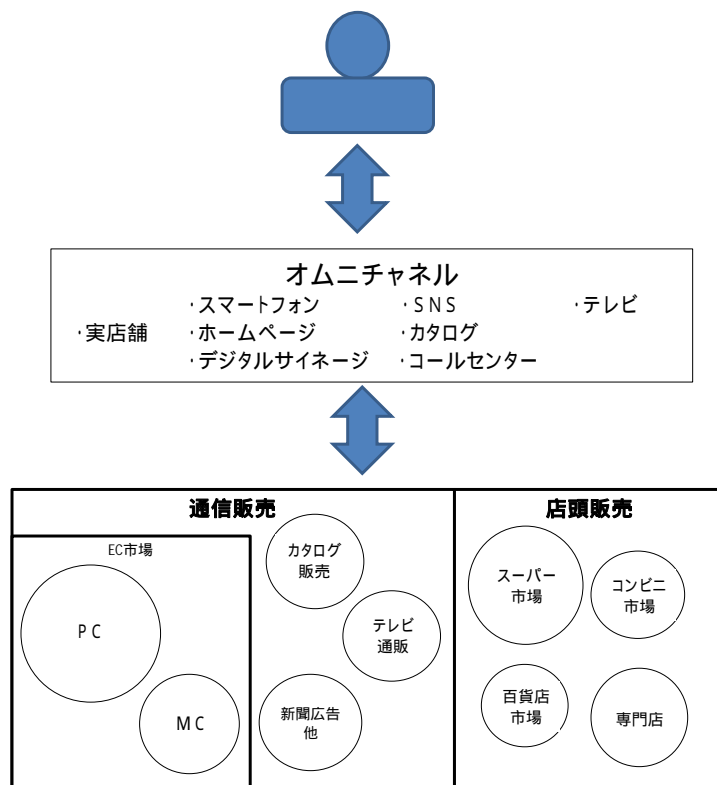 オムニチャネル
・スマートフォン ・SNS ・テレビ
・実店舗 ・ホームページ ・カタログ
・デジタルサイネージ ・コールセンター
通信販売
店頭販売
EC市場
PC
MC
カタログ
販売
テレビ
通販
新聞広告
他
スーパー
市場
コンビニ
市場
百貨店
市場
専門店